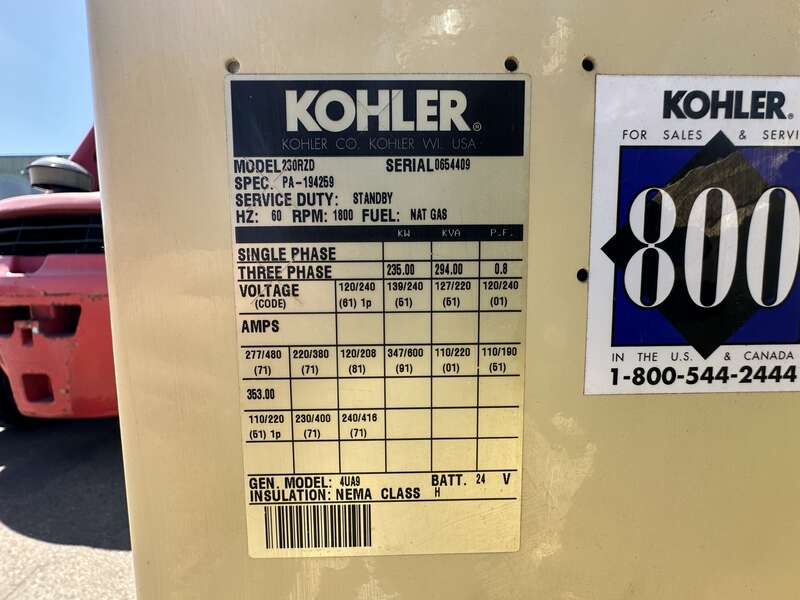 KOHLER®
KOHLER CO. KOHLER WI. USA
MODEL 230RZD SERIAL 0654409
SPEC. PA-194259
SERVICE DUTY: STANDBY
HZ: 60 RPM: 1800 FUEL: NAT GAS
KW KVA P.F.
SINGLE PHASE
THREE PHASE 235.00 294.00 0.8
VOLTAGE 120/240 139/240 127/220 120/240
(CODE) (61) 1p (51) (51) (01)
AMPS
277/480 220/380 120/208 347/600 110/220 110/190
(71) (71) (81) (91) (01) (51)
353.00
110/220 230/400 240/416
(51) 1p (71) (71)
GEN. MODEL: 4UA9 BATT. 24 V
INSULATION: NEMA CLASS H
KOHLER®
FOR SALES & SERVI
800
IN THE U.S. & CANADA
1-800-544-2444